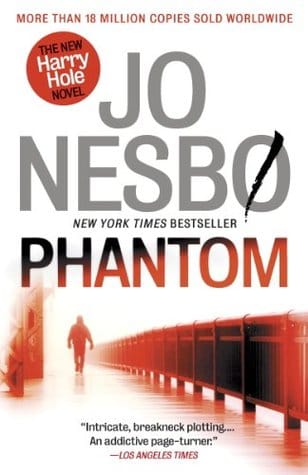 MORE THAN 18 MILLION COPIES SOLD WORLDWIDE
THE NEW
Harry
Hole
NOVEL
JO
NESBØ
NEW YORK TIMES BESTSELLER
PHANTOM
"Intricate, breakneck plotting....
An addictive page-turner."
—LOS ANGELES TIMES